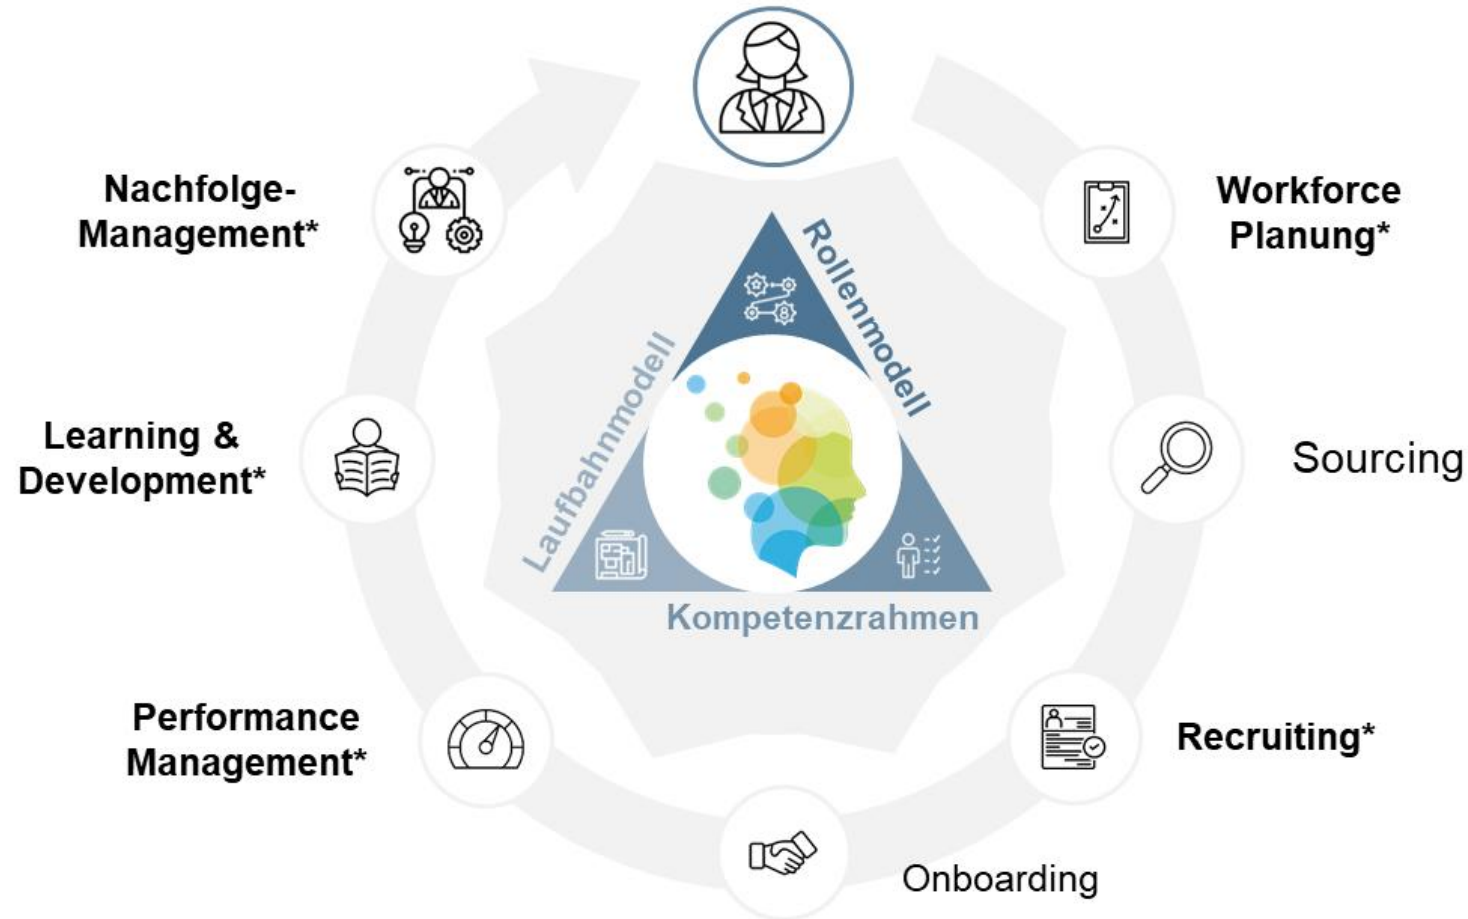 Nachfolge-
Management*
Workforce
Planung*
Rollenmodell
Laufbahnmodell
Learning &
Development*
Sourcing
Kompetenzrahmen
Performance
Management*
Recruiting*
Onboarding